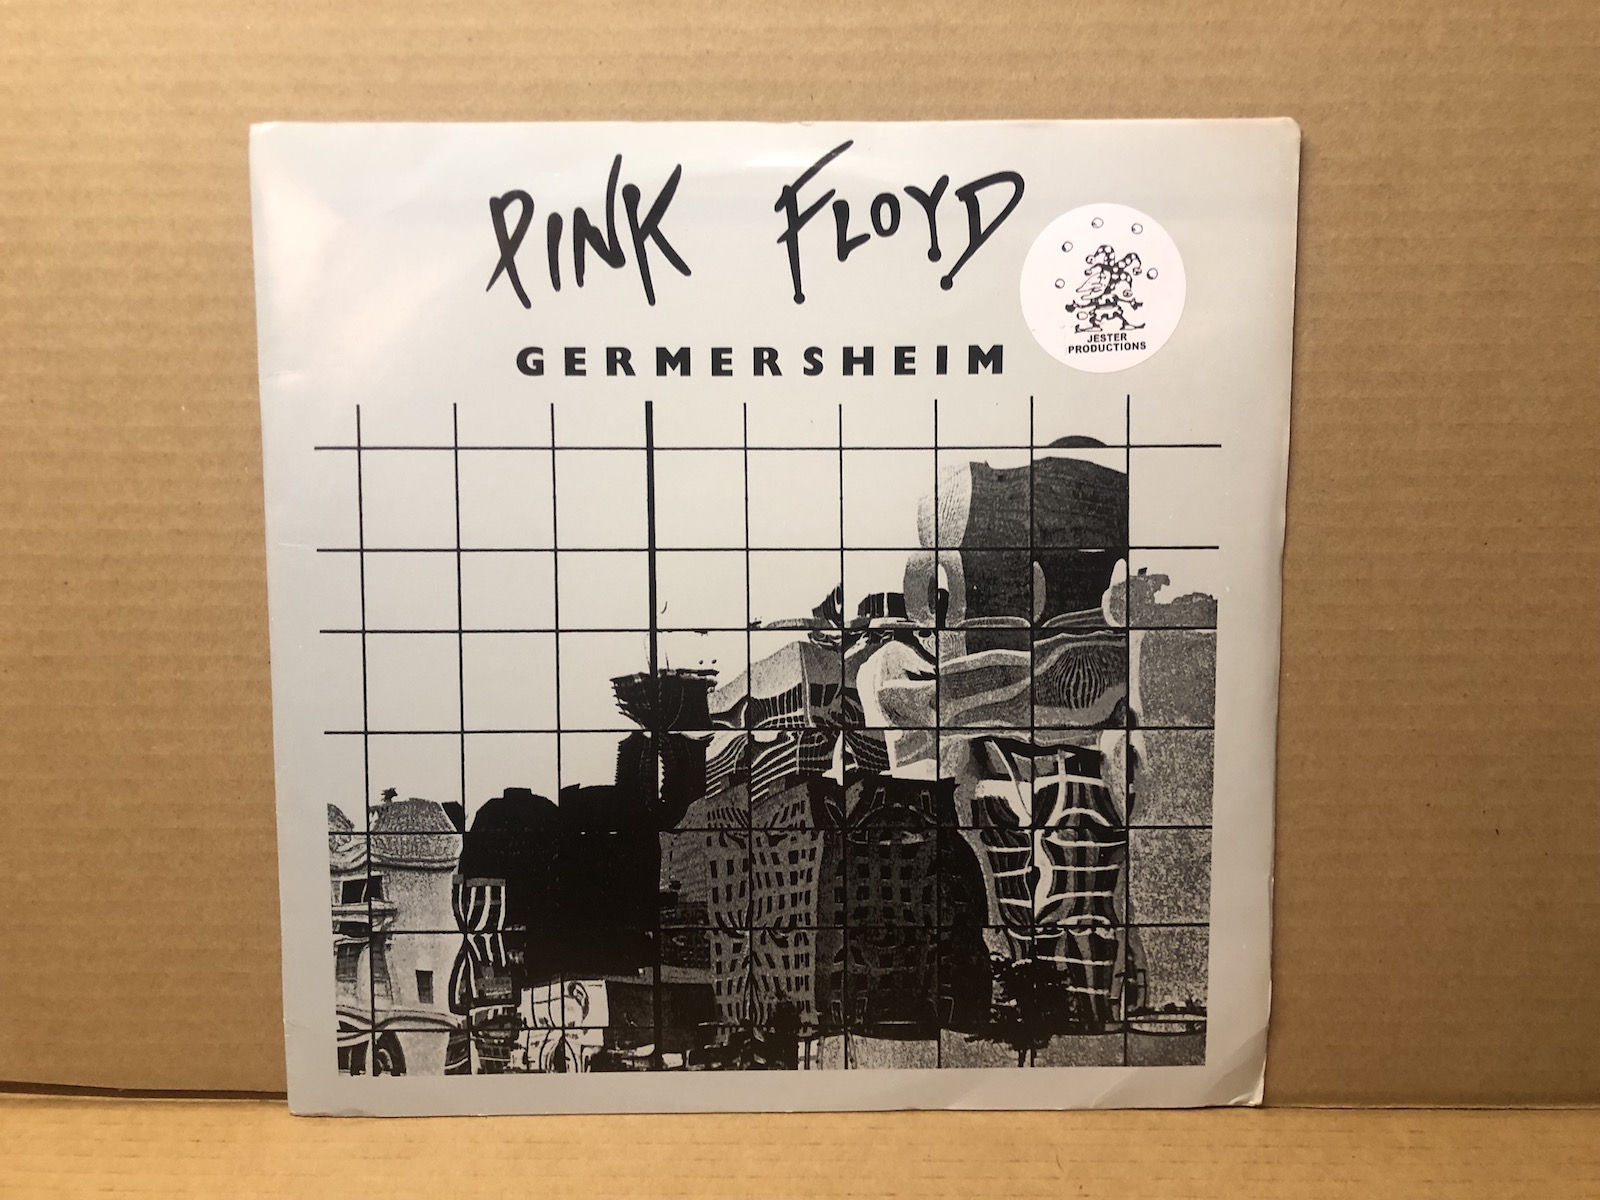 PINK FLOYD
GERMERSHEIM
JESTER
PRODUCTIONS